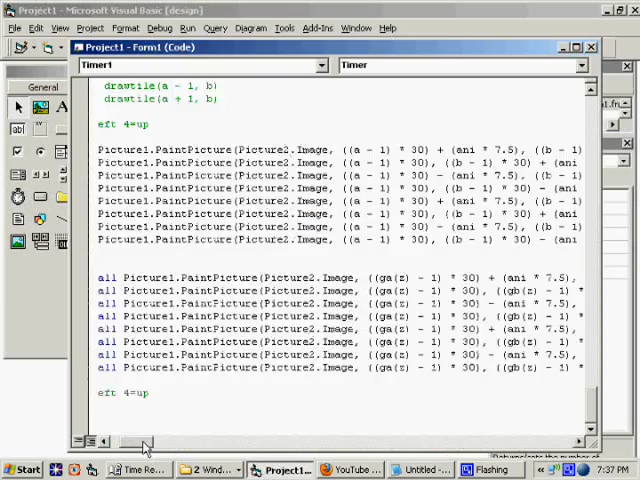 Project1 - Microsoft Visual Basic [design]
File Edit View Project Format Debug Run Query Diagram Tools Add-Ins Window Help
Project1 - Form1 (Code)
General
Timer1
Timer
drawtile(a - 1, b)
drawtile(a + 1, b)
eft 4=up
Picture1.PaintPicture(Picture2.Image, ((a - 1) * 30) + (ani * 7.5), ((b - 1)
Picture1.PaintPicture(Picture2.Image, ((a - 1) * 30), ((b - 1) * 30) + (ani
Picture1.PaintPicture(Picture2.Image, ((a - 1) * 30) - (ani * 7.5), ((b - 1)
Picture1.PaintPicture(Picture2.Image, ((a - 1) * 30), ((b - 1) * 30) - (ani
Picture1.PaintPicture(Picture2.Image, ((a - 1) * 30) + (ani * 7.5), ((b - 1)
Picture1.PaintPicture(Picture2.Image, ((a - 1) * 30), ((b - 1) * 30) + (ani
Picture1.PaintPicture(Picture2.Image, ((a - 1) * 30) - (ani * 7.5), ((b - 1)
Picture1.PaintPicture(Picture2.Image, ((a - 1) * 30), ((b - 1) * 30) - (ani
all Picture1.PaintPicture(Picture2.Image, ((ga(z) - 1) * 30) + (ani * 7.5),
all Picture1.PaintPicture(Picture2.Image, ((ga(z) - 1) * 30), ((gb(z) - 1) *
all Picture1.PaintPicture(Picture2.Image, ((ga(z) - 1) * 30) - (ani * 7.5),
all Picture1.PaintPicture(Picture2.Image, ((ga(z) - 1) * 30), ((gb(z) - 1) *
all Picture1.PaintPicture(Picture2.Image, ((ga(z) - 1) * 30) + (ani * 7.5),
all Picture1.PaintPicture(Picture2.Image, ((ga(z) - 1) * 30), ((gb(z) - 1) *
all Picture1.PaintPicture(Picture2.Image, ((ga(z) - 1) * 30) - (ani * 7.5),
all Picture1.PaintPicture(Picture2.Image, ((ga(z) - 1) * 30), ((gb(z) - 1) *
eft 4=up
Start Time Re... 2 Wind... Project1... YouTube ... Untitled -... Flashing 7:37 PM